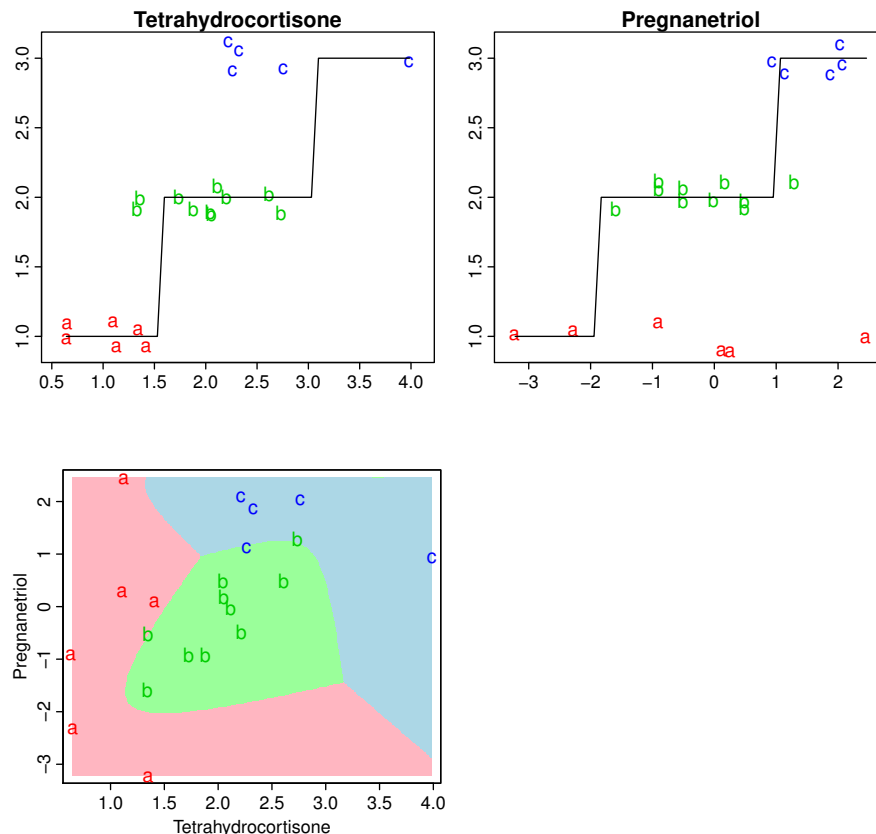 Tetrahydrocortisone
3.0
2.5
2.0
1.5
1.0
c c c c c
b b b b b b b b b b
a a a a a a
0.5 1.0 1.5 2.0 2.5 3.0 3.5 4.0
Pregnanetriol
3.0
2.5
2.0
1.5
1.0
c c c c c
b b b b b b b b b b
a a a a a a
−3 −2 −1 0 1 2
Pregnanetriol
2
1
0
−1
−2
−3
a c c c
c b c
a a b b b b
b b b b
a b
a a
1.0 1.5 2.0 2.5 3.0 3.5 4.0
Tetrahydrocortisone